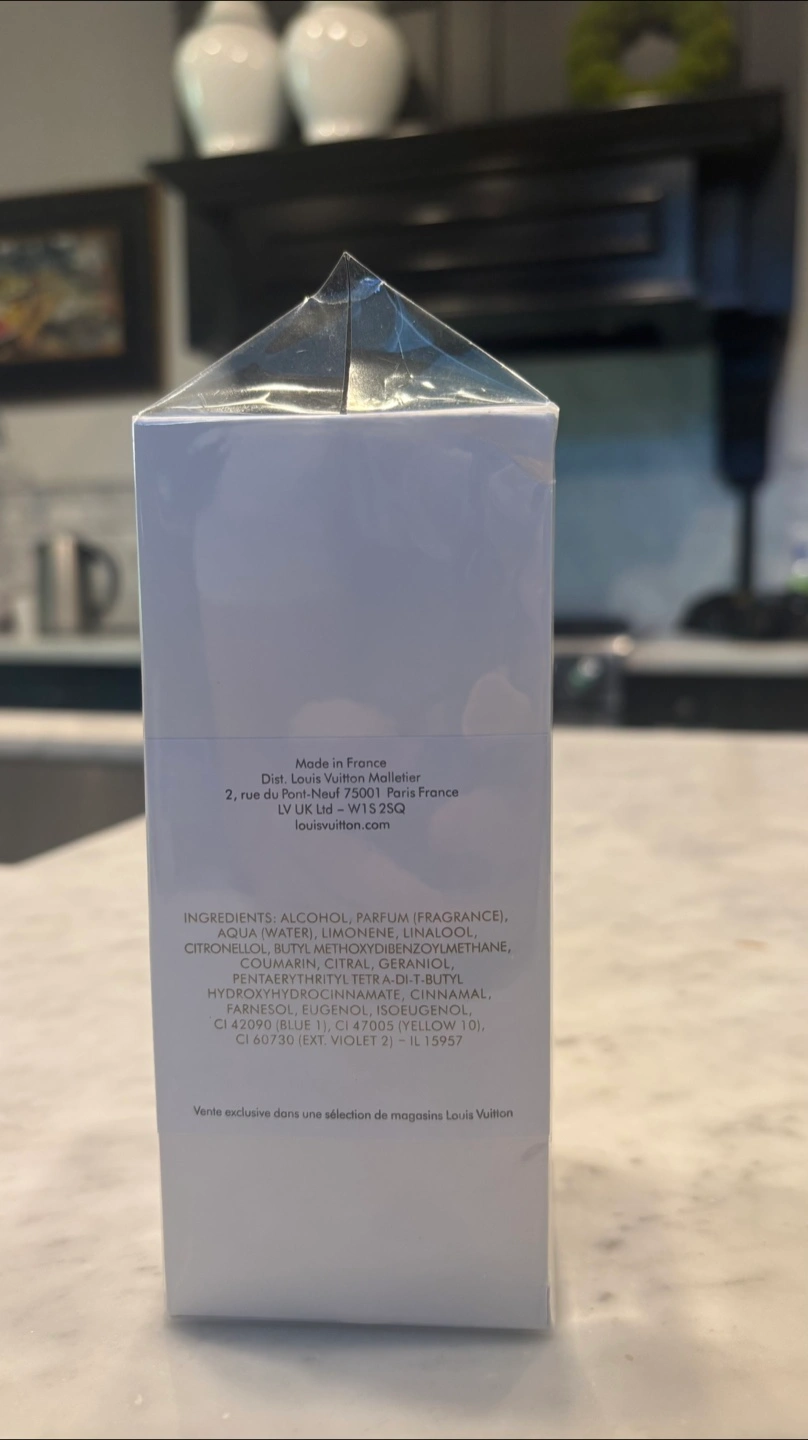 Made in France
Dist. Louis Vuitton Malletier
2, rue du Pont-Neuf 75001 Paris France
LV UK Ltd – W1S 2SQ
louisvuitton.com
INGREDIENTS: ALCOHOL, PARFUM (FRAGRANCE),
AQUA (WATER), LIMONENE, LINALOOL,
CITRONELLOL, BUTYL METHOXYDIBENZOYLMETHANE,
COUMARIN, CITRAL, GERANIOL,
PENTAERYTHRITYL TETRA-DI-T-BUTYL
HYDROXYHYDROCINNAMATE, CINNAMAL,
FARNESOL, EUGENOL, ISOEUGENOL,
CI 42090 (BLUE 1), CI 47005 (YELLOW 10),
CI 60730 (EXT. VIOLET 2) – IL 15957
Vente exclusive dans une sélection de magasins Louis Vuitton